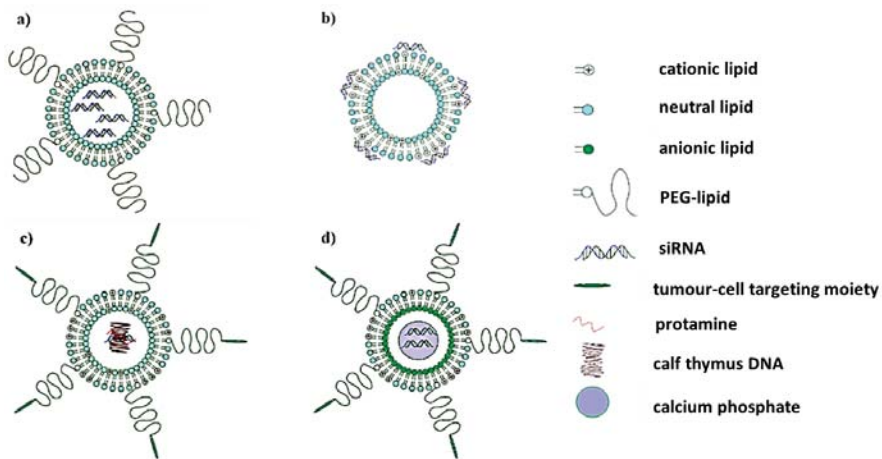 a)
b)
c)
d)
cationic lipid
neutral lipid
anionic lipid
PEG-lipid
siRNA
tumour-cell targeting moiety
protamine
calf thymus DNA
calcium phosphate